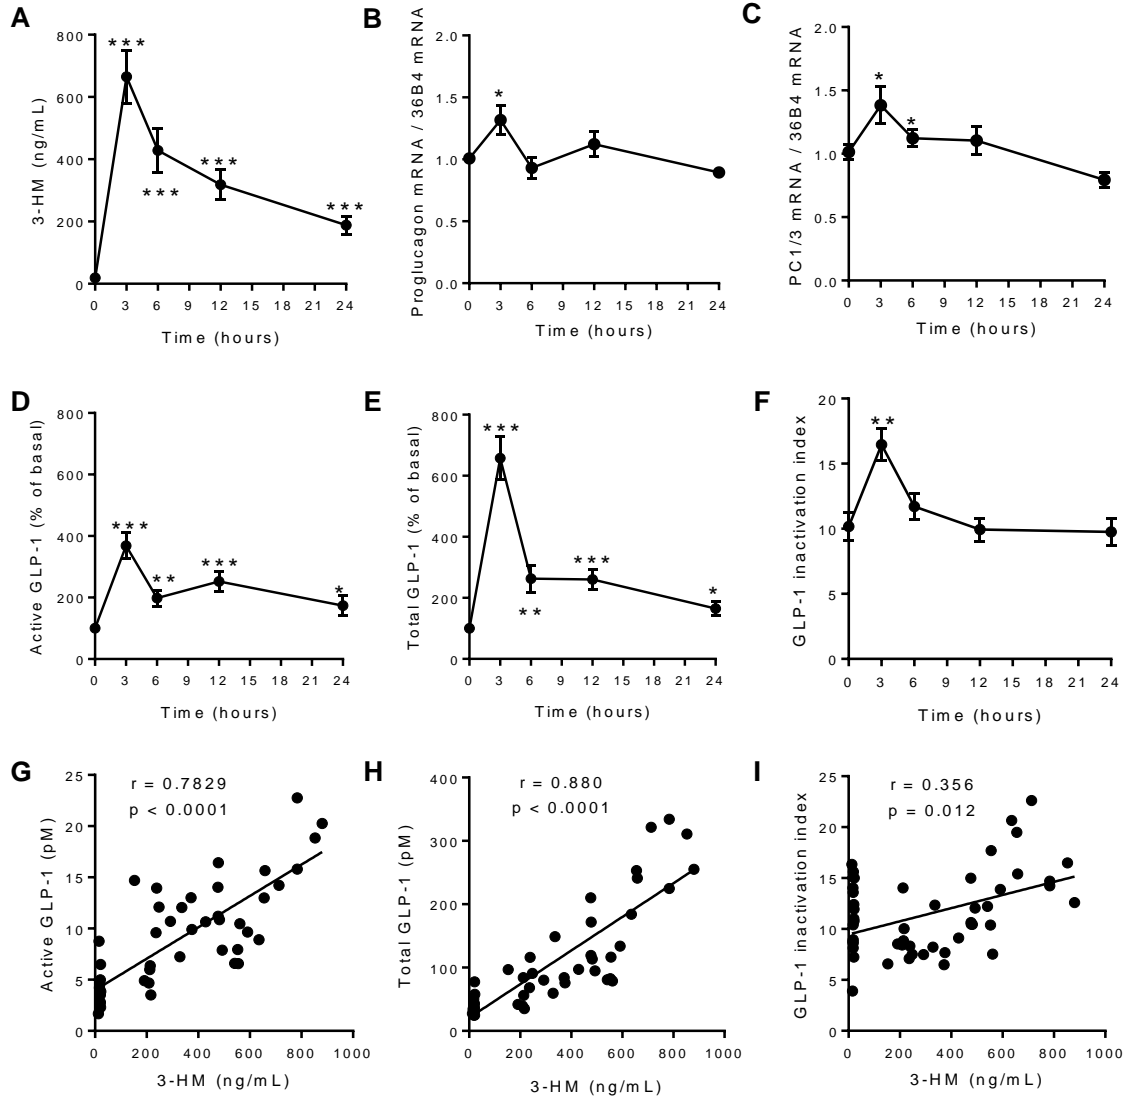 A
3-HM (ng/mL)
800
600
400
200
0
***
***
***
***
0 3 6 9 12 15 18 21 24
Time (hours)
B
Proglucagon mRNA / 36B4 mRNA
2.0
1.5
1.0
0.5
0.0
*
0 3 6 9 12 15 18 21 24
Time (hours)
C
PC1/3 mRNA / 36B4 mRNA
2.0
1.5
1.0
0.5
0.0
*
*
0 3 6 9 12 15 18 21 24
Time (hours)
D
Active GLP-1 (% of basal)
800
600
400
200
0
***
**
***
*
0 3 6 9 12 15 18 21 24
Time (hours)
E
Total GLP-1 (% of basal)
800
600
400
200
0
***
**
***
*
0 3 6 9 12 15 18 21 24
Time (hours)
F
GLP-1 inactivation index
20
15
10
5
0
**
0 3 6 9 12 15 18 21 24
Time (hours)
G
Active GLP-1 (pM)
25
20
15
10
5
0
r = 0.7829
p < 0.0001
0 200 400 600 800 1000
3-HM (ng/mL)
H
Total GLP-1 (pM)
400
300
200
100
0
r = 0.880
p < 0.0001
0 200 400 600 800 1000
3-HM (ng/mL)
I
GLP-1 inactivation index
25
20
15
10
5
0
r = 0.356
p = 0.012
0 200 400 600 800 1000
3-HM (ng/mL)